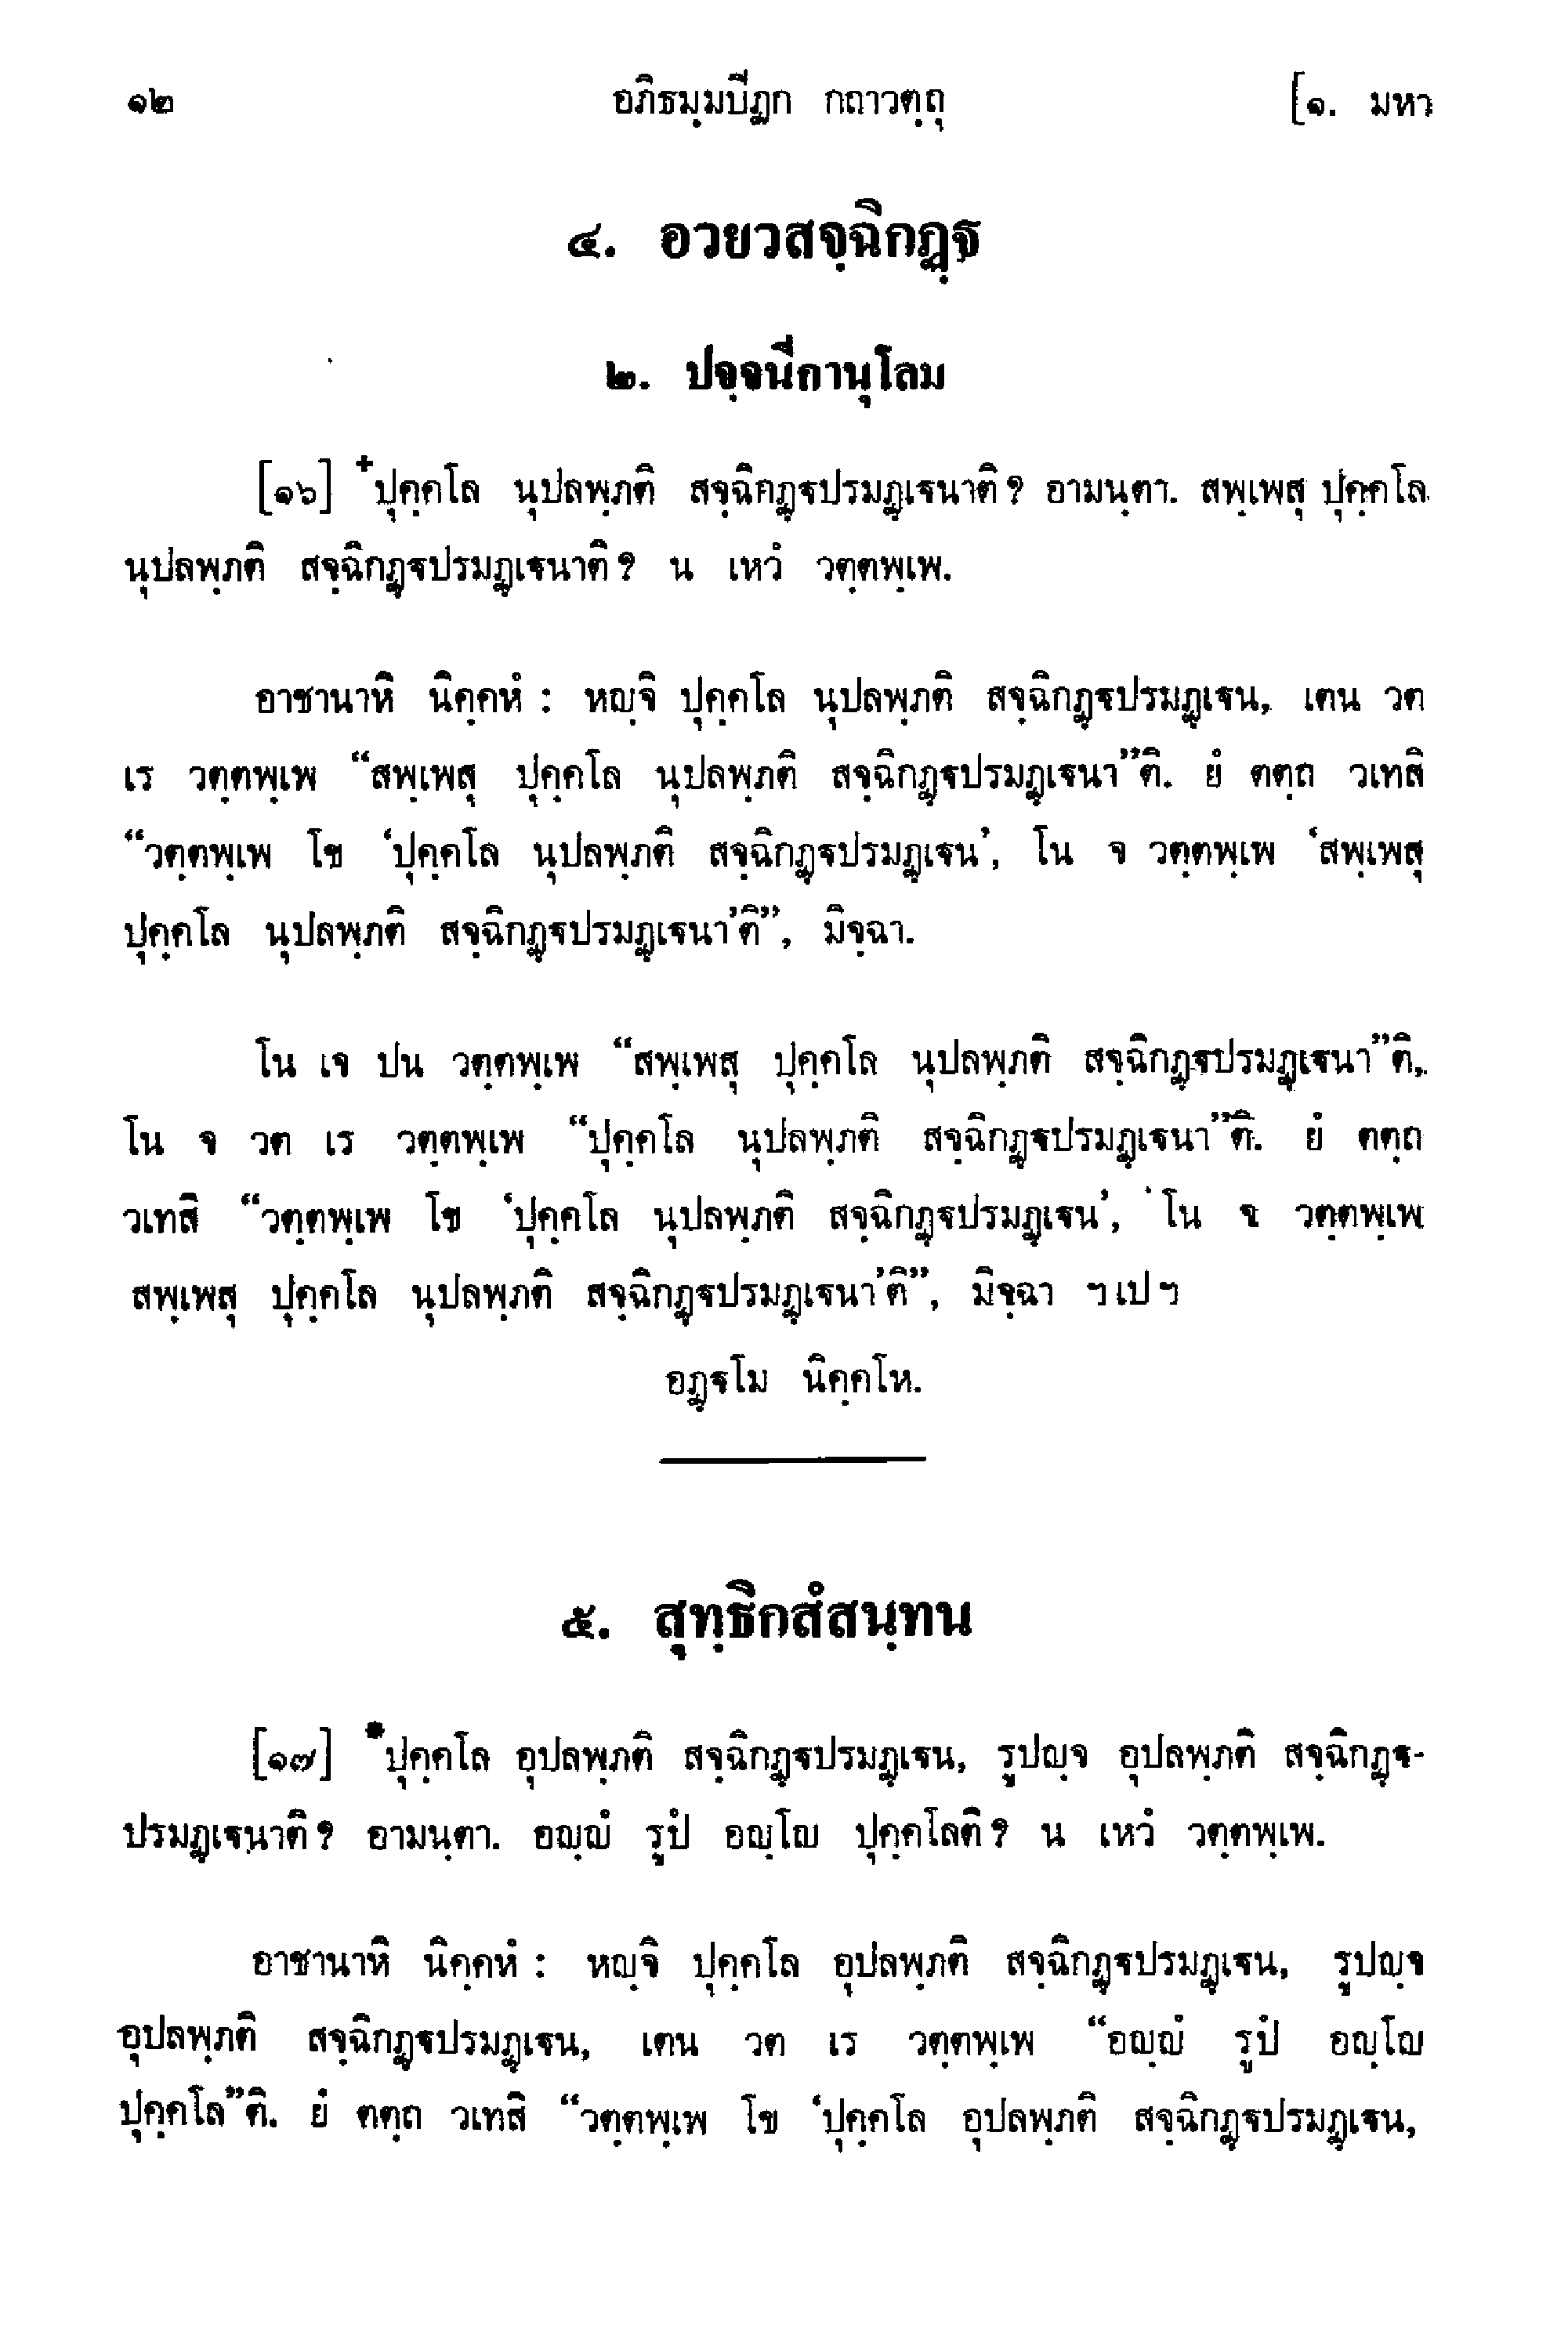 ๑๒ อภิธมฺมปีฏก กถาวตฺถุ [๑. มหา
๔. อวยวสจฺฉิกฏฺฐ
๒. ปจฺจนีกานุโลม
[๑๖] +ปุคฺคโล นุปลพฺภติ สจฺฉิกฏฺฐปรมฏฺเฐนาติ? อามนฺตา. สพฺเพสุ ปุคฺคโล
นุปลพฺภติ สจฺฉิกฏฺฐปรมฏฺเฐนาติ? น เหวํ วตฺตพฺเพ.
อาชานาหิ นิคฺคหํ : หญฺจิ ปุคฺคโล นุปลพฺภติ สจฺฉิกฏฺฐปรมฏฺเฐน, เตน วต
เร วตฺตพฺเพ “สพฺเพสุ ปุคฺคโล นุปลพฺภติ สจฺฉิกฏฺฐปรมฏฺเฐนา”ติ. ยํ ตตฺถ วเทสิ
“วตฺตพฺเพ โข ‘ปุคฺคโล นุปลพฺภติ สจฺฉิกฏฺฐปรมฏฺเฐน’, โน จ วตฺตพฺเพ ‘สพฺเพสุ
ปุคฺคโล นุปลพฺภติ สจฺฉิกฏฺฐปรมฏฺเฐนา’ติ”, มิจฺฉา.
โน เจ ปน วตฺตพฺเพ “สพฺเพสุ ปุคฺคโล นุปลพฺภติ สจฺฉิกฏฺฐปรมฏฺเฐนา”ติ,
โน จ วต เร วตฺตพฺเพ “ปุคฺคโล นุปลพฺภติ สจฺฉิกฏฺฐปรมฏฺเฐนา”ติ. ยํ ตตฺถ
วเทสิ “วตฺตพฺเพ โข ‘ปุคฺคโล นุปลพฺภติ สจฺฉิกฏฺฐปรมฏฺเฐน’, โน จ วตฺตพฺเพ
สพฺเพสุ ปุคฺคโล นุปลพฺภติ สจฺฉิกฏฺฐปรมฏฺเฐนา’ติ”, มิจฺฉา ฯเปฯ
อฏฺฐโม นิคฺคโห.
๕. สุทฺธิกสํสนฺทน
[๑๗] *ปุคฺคโล อุปลพฺภติ สจฺฉิกฏฺฐปรมฏฺเฐน, รูปญฺจ อุปลพฺภติ สจฺฉิกฏฺฐ-
ปรมฏฺเฐนาติ? อามนฺตา. อญฺญํ รูปํ อญฺโญ ปุคฺคโลติ? น เหวํ วตฺตพฺเพ.
อาชานาหิ นิคฺคหํ : หญฺจิ ปุคฺคโล อุปลพฺภติ สจฺฉิกฏฺฐปรมฏฺเฐน, รูปญฺจ
อุปลพฺภติ สจฺฉิกฏฺฐปรมฏฺเฐน, เตน วต เร วตฺตพฺเพ “อญฺญํ รูปํ อญฺโญ
ปุคฺคโล”ติ. ยํ ตตฺถ วเทสิ “วตฺตพฺเพ โข ‘ปุคฺคโล อุปลพฺภติ สจฺฉิกฏฺฐปรมฏฺเฐน,